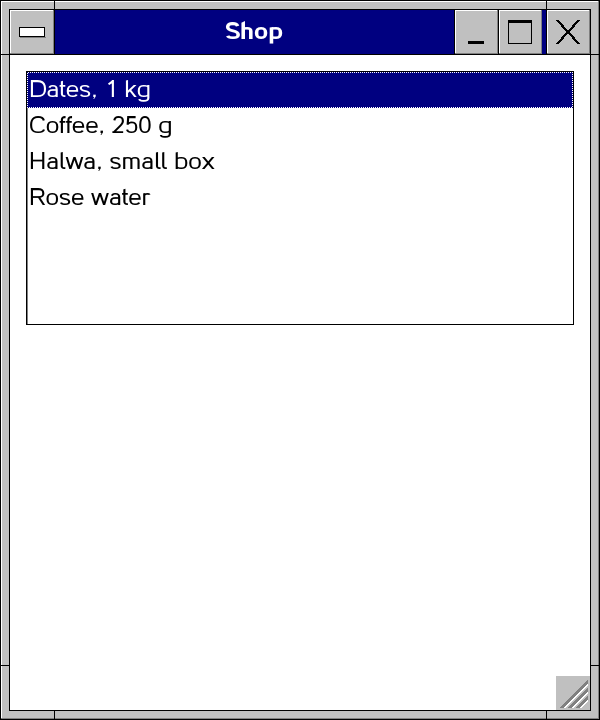 Shop
Dates, 1 kg
Coffee, 250 g
Halwa, small box
Rose water